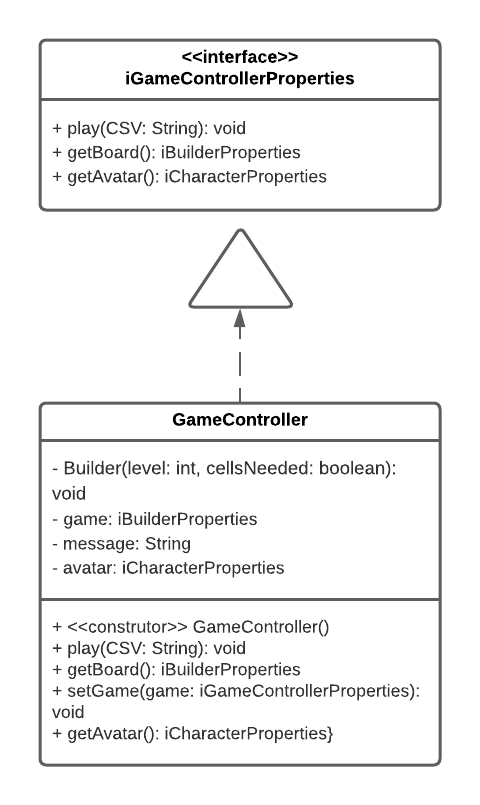 <<interface>>
iGameControllerProperties
+ play(CSV: String): void
+ getBoard(): iBuilderProperties
+ getAvatar(): iCharacterProperties
GameController
- Builder(level: int, cellsNeeded: boolean):
void
- game: iBuilderProperties
- message: String
- avatar: iCharacterProperties
+ <<construtor>> GameController()
+ play(CSV: String): void
+ getBoard(): iBuilderProperties
+ setGame(game: iGameControllerProperties):
void
+ getAvatar(): iCharacterProperties}